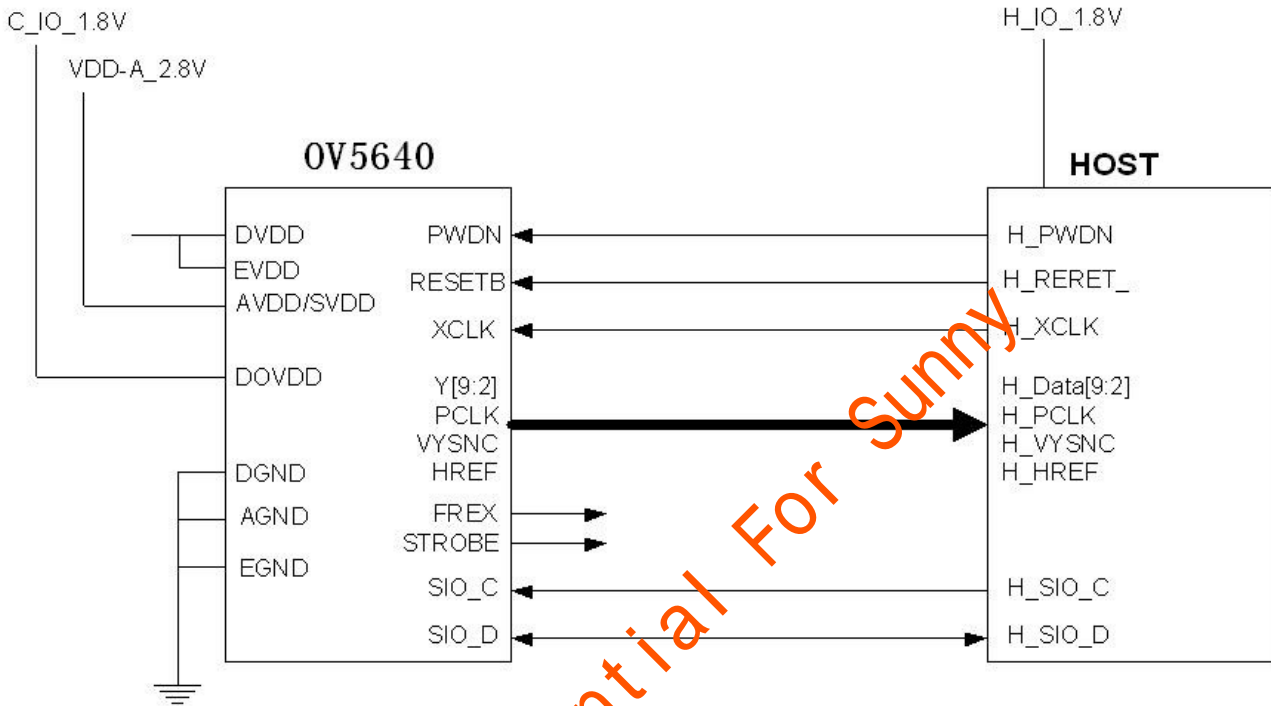 C_IO_1.8V
VDD-A_2.8V
H_IO_1.8V
OV5640
HOST
DVDD
EVDD
AVDD/SVDD
DOVDD
DGND
AGND
EGND
PWDN
RESETB
XCLK
Y[9:2]
PCLK
VYSNC
HREF
FREX
STROBE
SIO_C
SIO_D
H_PWDN
H_RERET_
H_XCLK
H_Data[9:2]
H_PCLK
H_VYSNC
H_HREF
H_SIO_C
H_SIO_D
ntial For Sunny